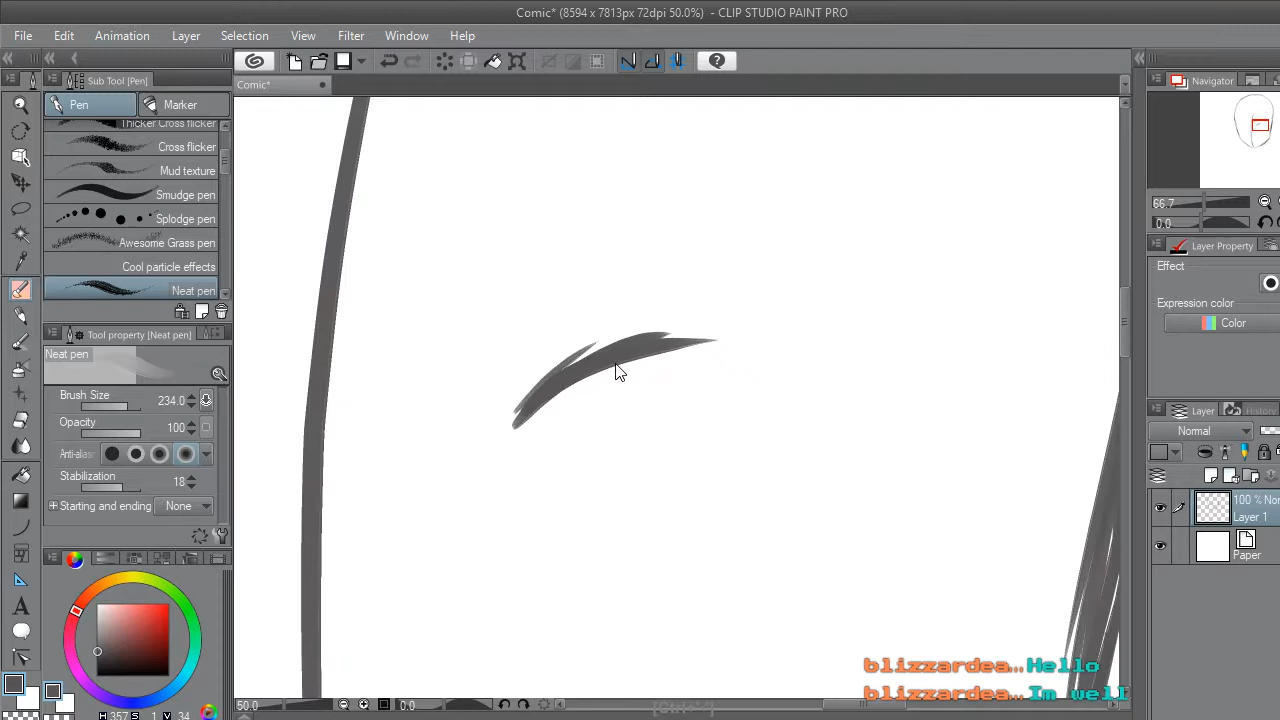 Comic* (8594 x 7813px 72dpi 50.0%) - CLIP STUDIO PAINT PRO
File Edit Animation Layer Selection View Filter Window Help
Sub Tool [Pen]
Comic*
Navigator
Pen Marker
Thicker Cross flicker
Cross flicker
Mud texture
Smudge pen
Splodge pen
Awesome Grass pen
Cool particle effects
Neat pen
66.7
0.0
Layer Property
Effect
Expression color
Color
Tool property [Neat pen]
Neat pen
Brush Size 234.0
Opacity 100
Anti-alias
Stabilization 18
Starting and ending None
Layer History
Normal
100 % Nor
Layer 1
Paper
blizzardea...Hello
blizzardea...Im well
50.0 0.0
H 357 S 1 V 34